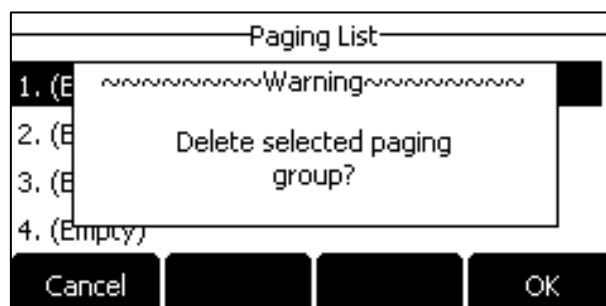 Paging List
1. (E
~~~~~~~~Warning~~~~~~~~
2. (E
Delete selected paging
group?
3. (E
4. (Empty)
Cancel OK